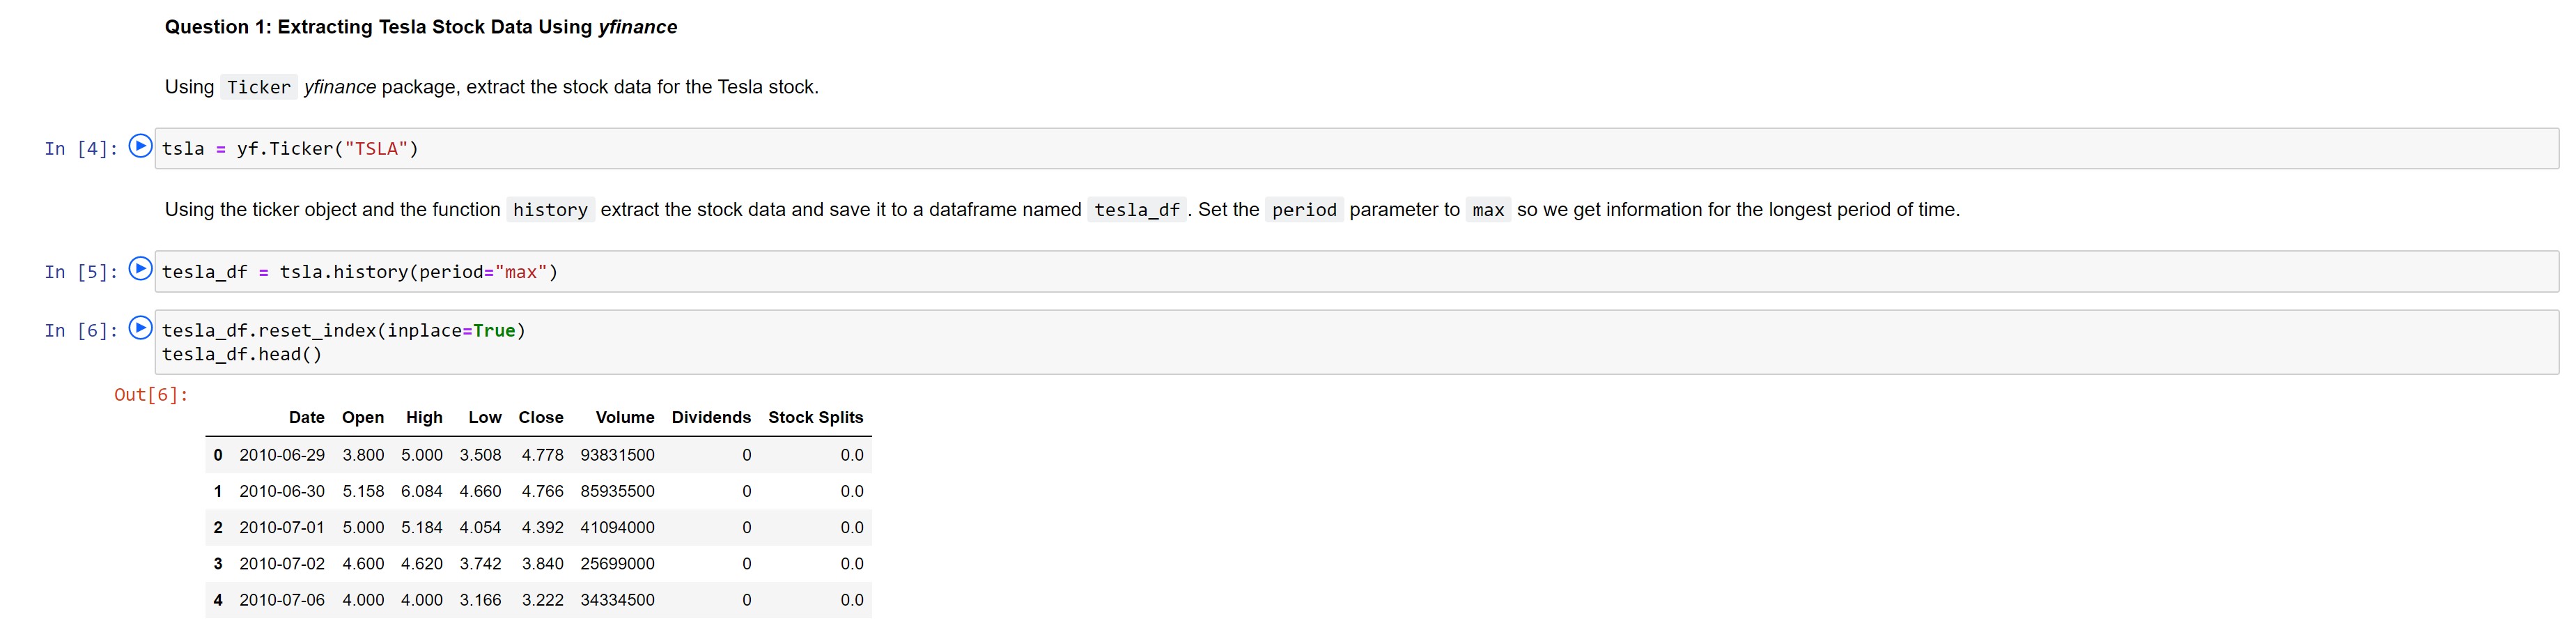 Question 1: Extracting Tesla Stock Data Using yfinance
Using Ticker yfinance package, extract the stock data for the Tesla stock.
In [4]: tsla = yf.Ticker("TSLA")
Using the ticker object and the function history extract the stock data and save it to a dataframe named tesla_df. Set the period parameter to max so we get information for the longest period of time.
In [5]: tesla_df = tsla.history(period="max")
In [6]: tesla_df.reset_index(inplace=True)
tesla_df.head()
Out[6]:
Date Open High Low Close Volume Dividends Stock Splits
0 2010-06-29 3.800 5.000 3.508 4.778 93831500 0 0.0
1 2010-06-30 5.158 6.084 4.660 4.766 85935500 0 0.0
2 2010-07-01 5.000 5.184 4.054 4.392 41094000 0 0.0
3 2010-07-02 4.600 4.620 3.742 3.840 25699000 0 0.0
4 2010-07-06 4.000 4.000 3.166 3.222 34334500 0 0.0